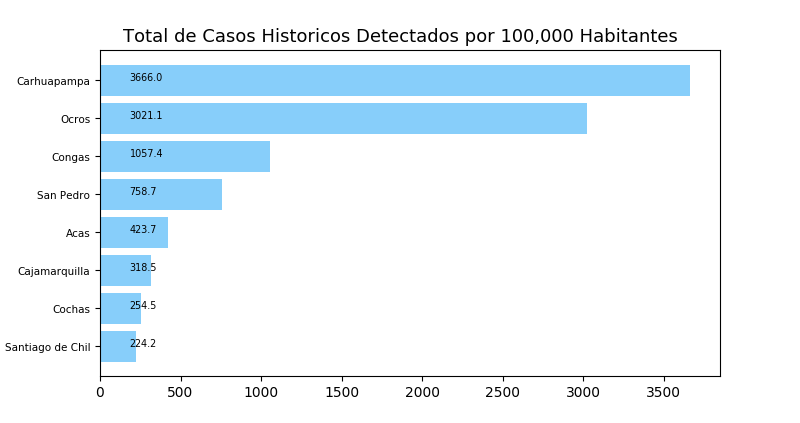 Total de Casos Historicos Detectados por 100,000 Habitantes
Carhuapampa 3666.0
Ocros 3021.1
Congas 1057.4
San Pedro 758.7
Acas 423.7
Cajamarquilla 318.5
Cochas 254.5
Santiago de Chil 224.2
0 500 1000 1500 2000 2500 3000 3500